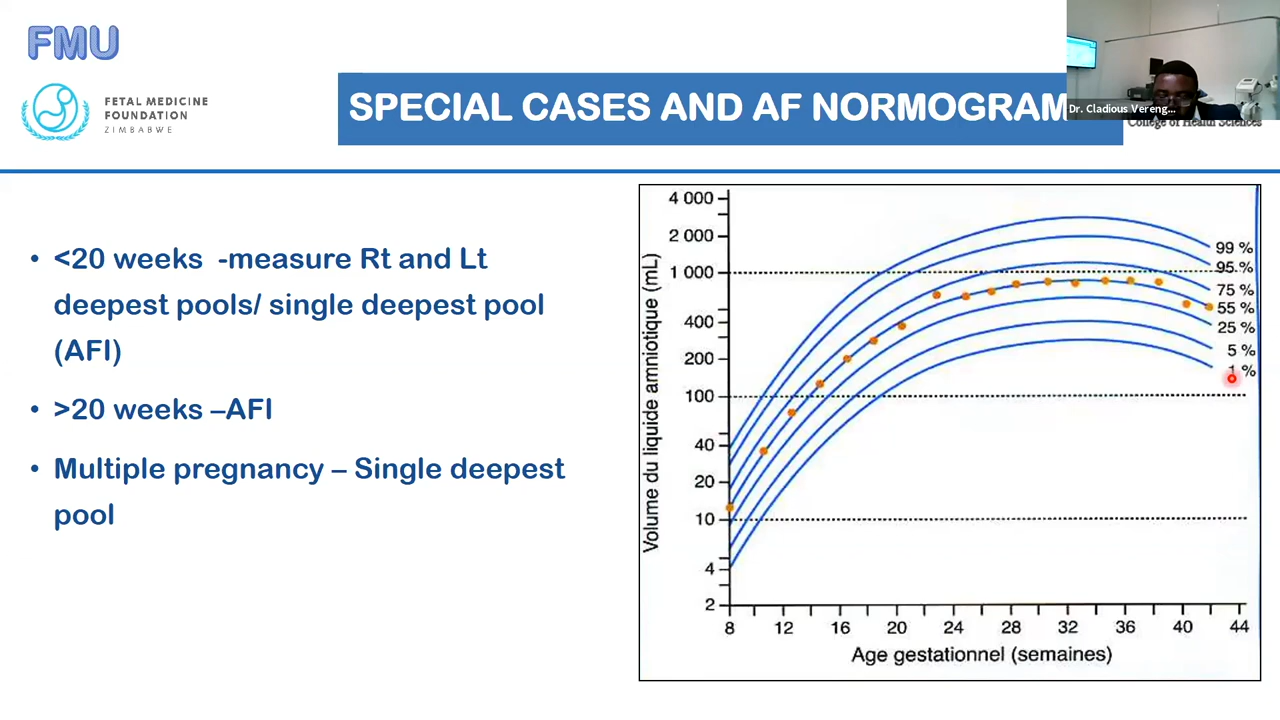 FMU
FETAL MEDICINE
FOUNDATION
ZIMBABWE
SPECIAL CASES AND AF NORMOGRAM
Dr. Cladious Vereng...
College of Health Sciences
• <20 weeks -measure Rt and Lt
deepest pools/ single deepest pool
(AFI)
• >20 weeks –AFI
• Multiple pregnancy – Single deepest
pool
Volume du liquide amniotique (mL)
4 000
2 000
1 000
400
200
100
40
20
10
4
2
99 %
95 %
75 %
55 %
25 %
5 %
1 %
8 12 16 20 24 28 32 36 40 44
Age gestationnel (semaines)